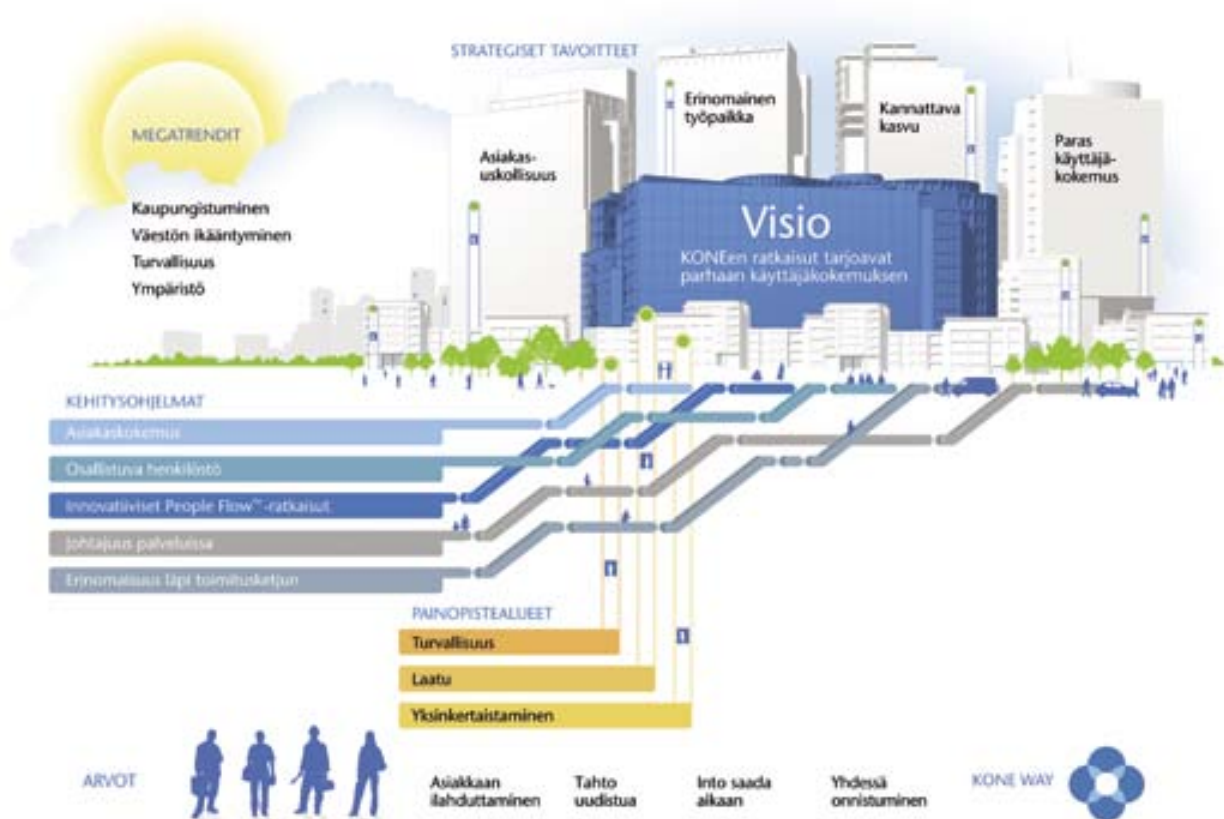 STRATEGISET TAVOITTEET
MEGATRENDIT
Kaupungistuminen
Väestön ikääntyminen
Turvallisuus
Ympäristö
Asiakas-
uskollisuus
Erinomainen
työpaikka
Kannattava
kasvu
Paras
käyttäjä-
kokemus
Visio
KONEen ratkaisut tarjoavat
parhaan käyttäjäkokemuksen
KEHITYSOHJELMAT
Asiakaskokemus
Osallistuva henkilöstö
Innovatiiviset People Flow™-ratkaisut
Johtajuus palveluissa
Erinomaisuus läpi toimitusketjun
PAINOPISTEALUEET
Turvallisuus
Laatu
Yksinkertaistaminen
ARVOT
Asiakkaan
ilahduttaminen
Tahto
uudistua
Into saada
aikaan
Yhdessä
onnistuminen
KONE WAY